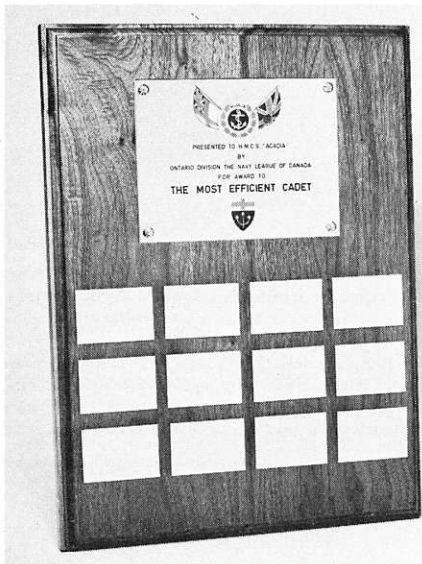 PRESENTED TO H.M.C.S. "ACADIA"
BY
ONTARIO DIVISION THE NAVY LEAGUE OF CANADA
FOR AWARD TO
THE MOST EFFICIENT CADET